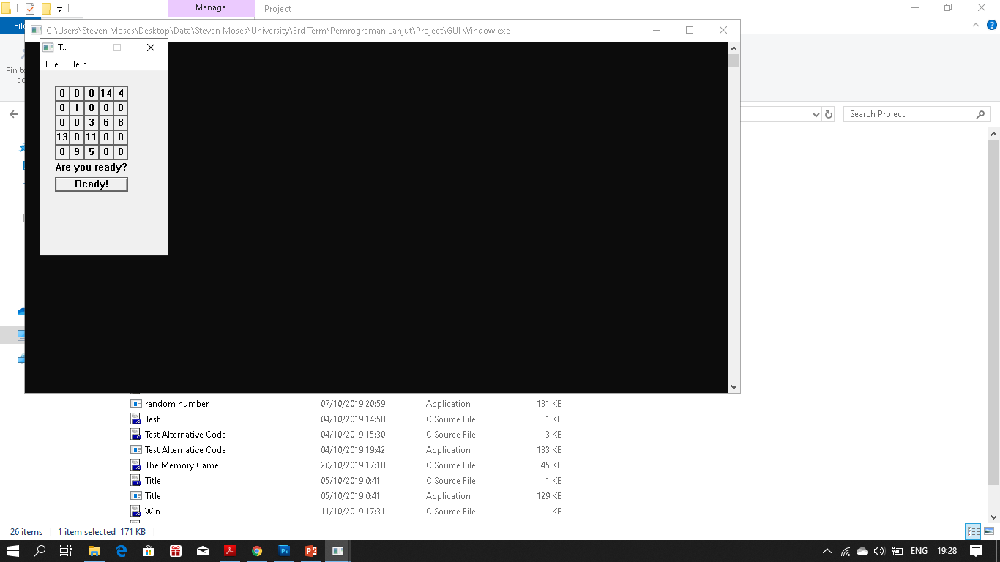 Manage
Project
File
C:\Users\Steven Moses\Desktop\Data\Steven Moses\University\3rd Term\Pemrograman Lanjut\Project\GUI Window.exe
T..
File Help
Pin to
Search Project
0 0 0 14 4
0 1 0 0 0
0 0 3 6 8
13 0 11 0 0
0 9 5 0 0
Are you ready?
Ready!
random number 07/10/2019 20:59 Application 131 KB
Test 04/10/2019 14:58 C Source File 1 KB
Test Alternative Code 04/10/2019 15:30 C Source File 3 KB
Test Alternative Code 04/10/2019 19:42 Application 133 KB
The Memory Game 20/10/2019 17:18 C Source File 45 KB
Title 05/10/2019 0:41 C Source File 1 KB
Title 05/10/2019 0:41 Application 129 KB
Win 11/10/2019 17:31 C Source File 1 KB
26 items 1 item selected 171 KB
ENG 19:28